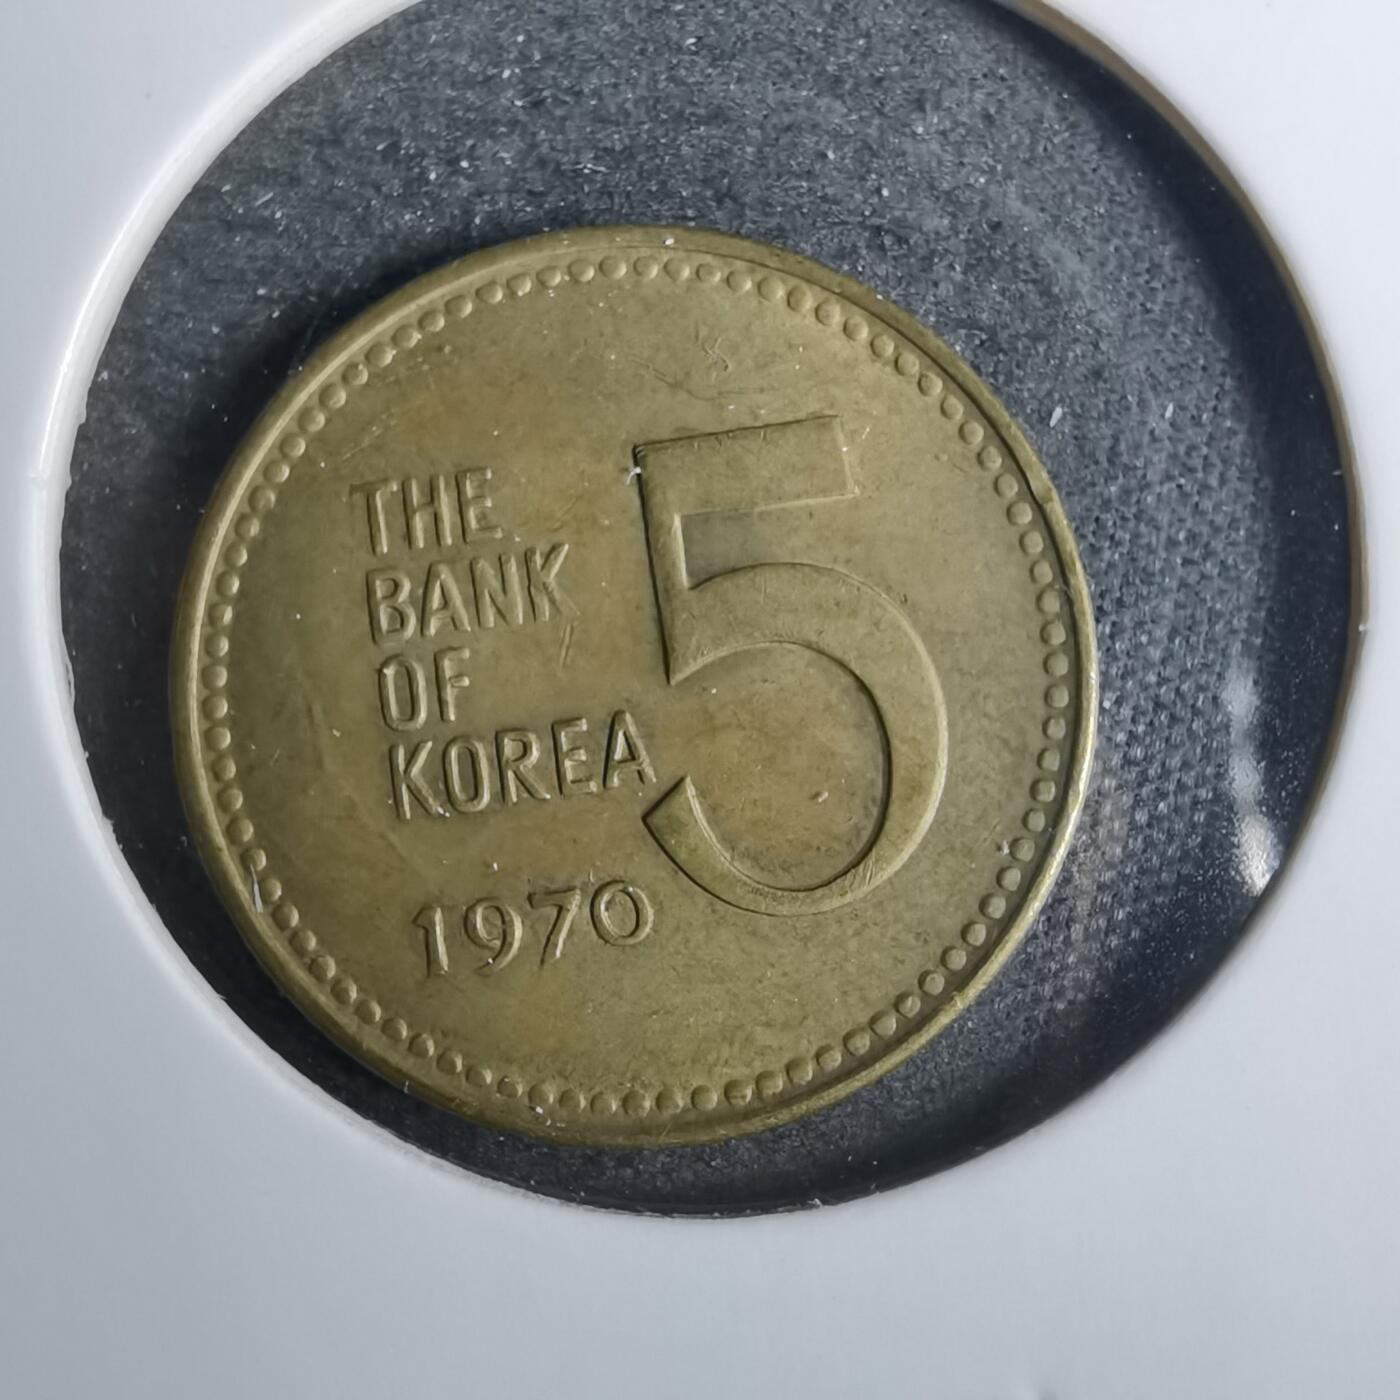 THE
BANK
OF
KOREA
1970
5